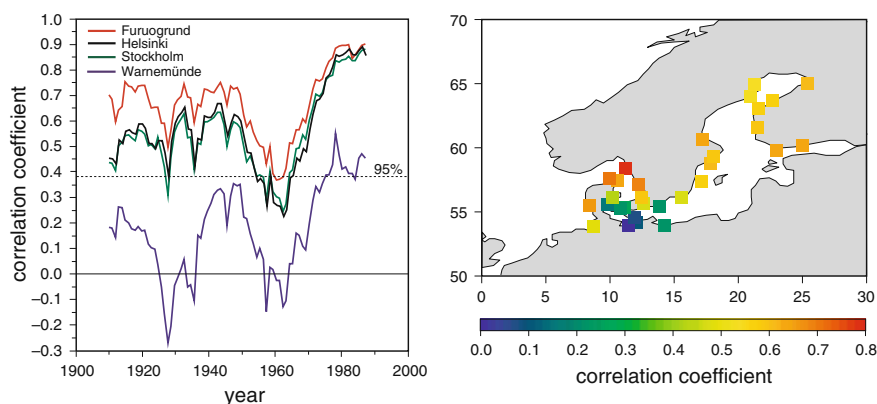 Furuogrund
Helsinki
Stockholm
Warnemünde
correlation coefficient
1.0
0.9
0.8
0.7
0.6
0.5
0.4
0.3
0.2
0.1
0.0
−0.1
−0.2
−0.3
95%
1900 1920 1940 1960 1980 2000
year
70
65
60
55
50
0 5 10 15 20 25 30
0.0 0.1 0.2 0.3 0.4 0.5 0.6 0.7 0.8
correlation coefficient